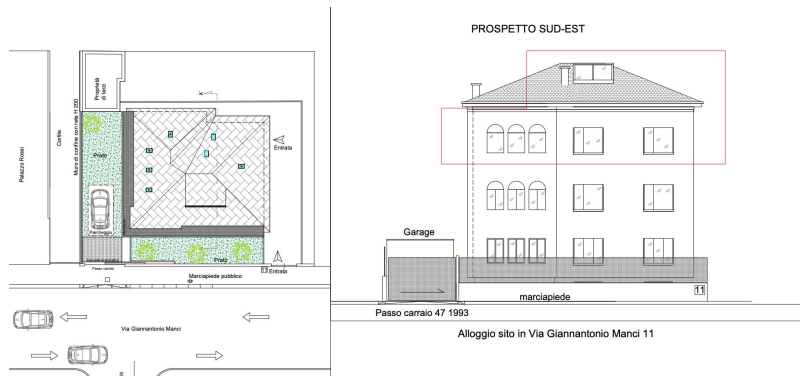 Palazzo Rossi
Cortile
Muro di confine con rete H 200
Proprietà
di terzi
Prato
Parcheggio
A'
Entrata
Prato
11
Entrata
Passo carraio
Marciapiede pubblico
Via Giannantonio Manci
PROSPETTO SUD-EST
Garage
11
marciapiede
Passo carraio 47 1993
Alloggio sito in Via Giannantonio Manci 11